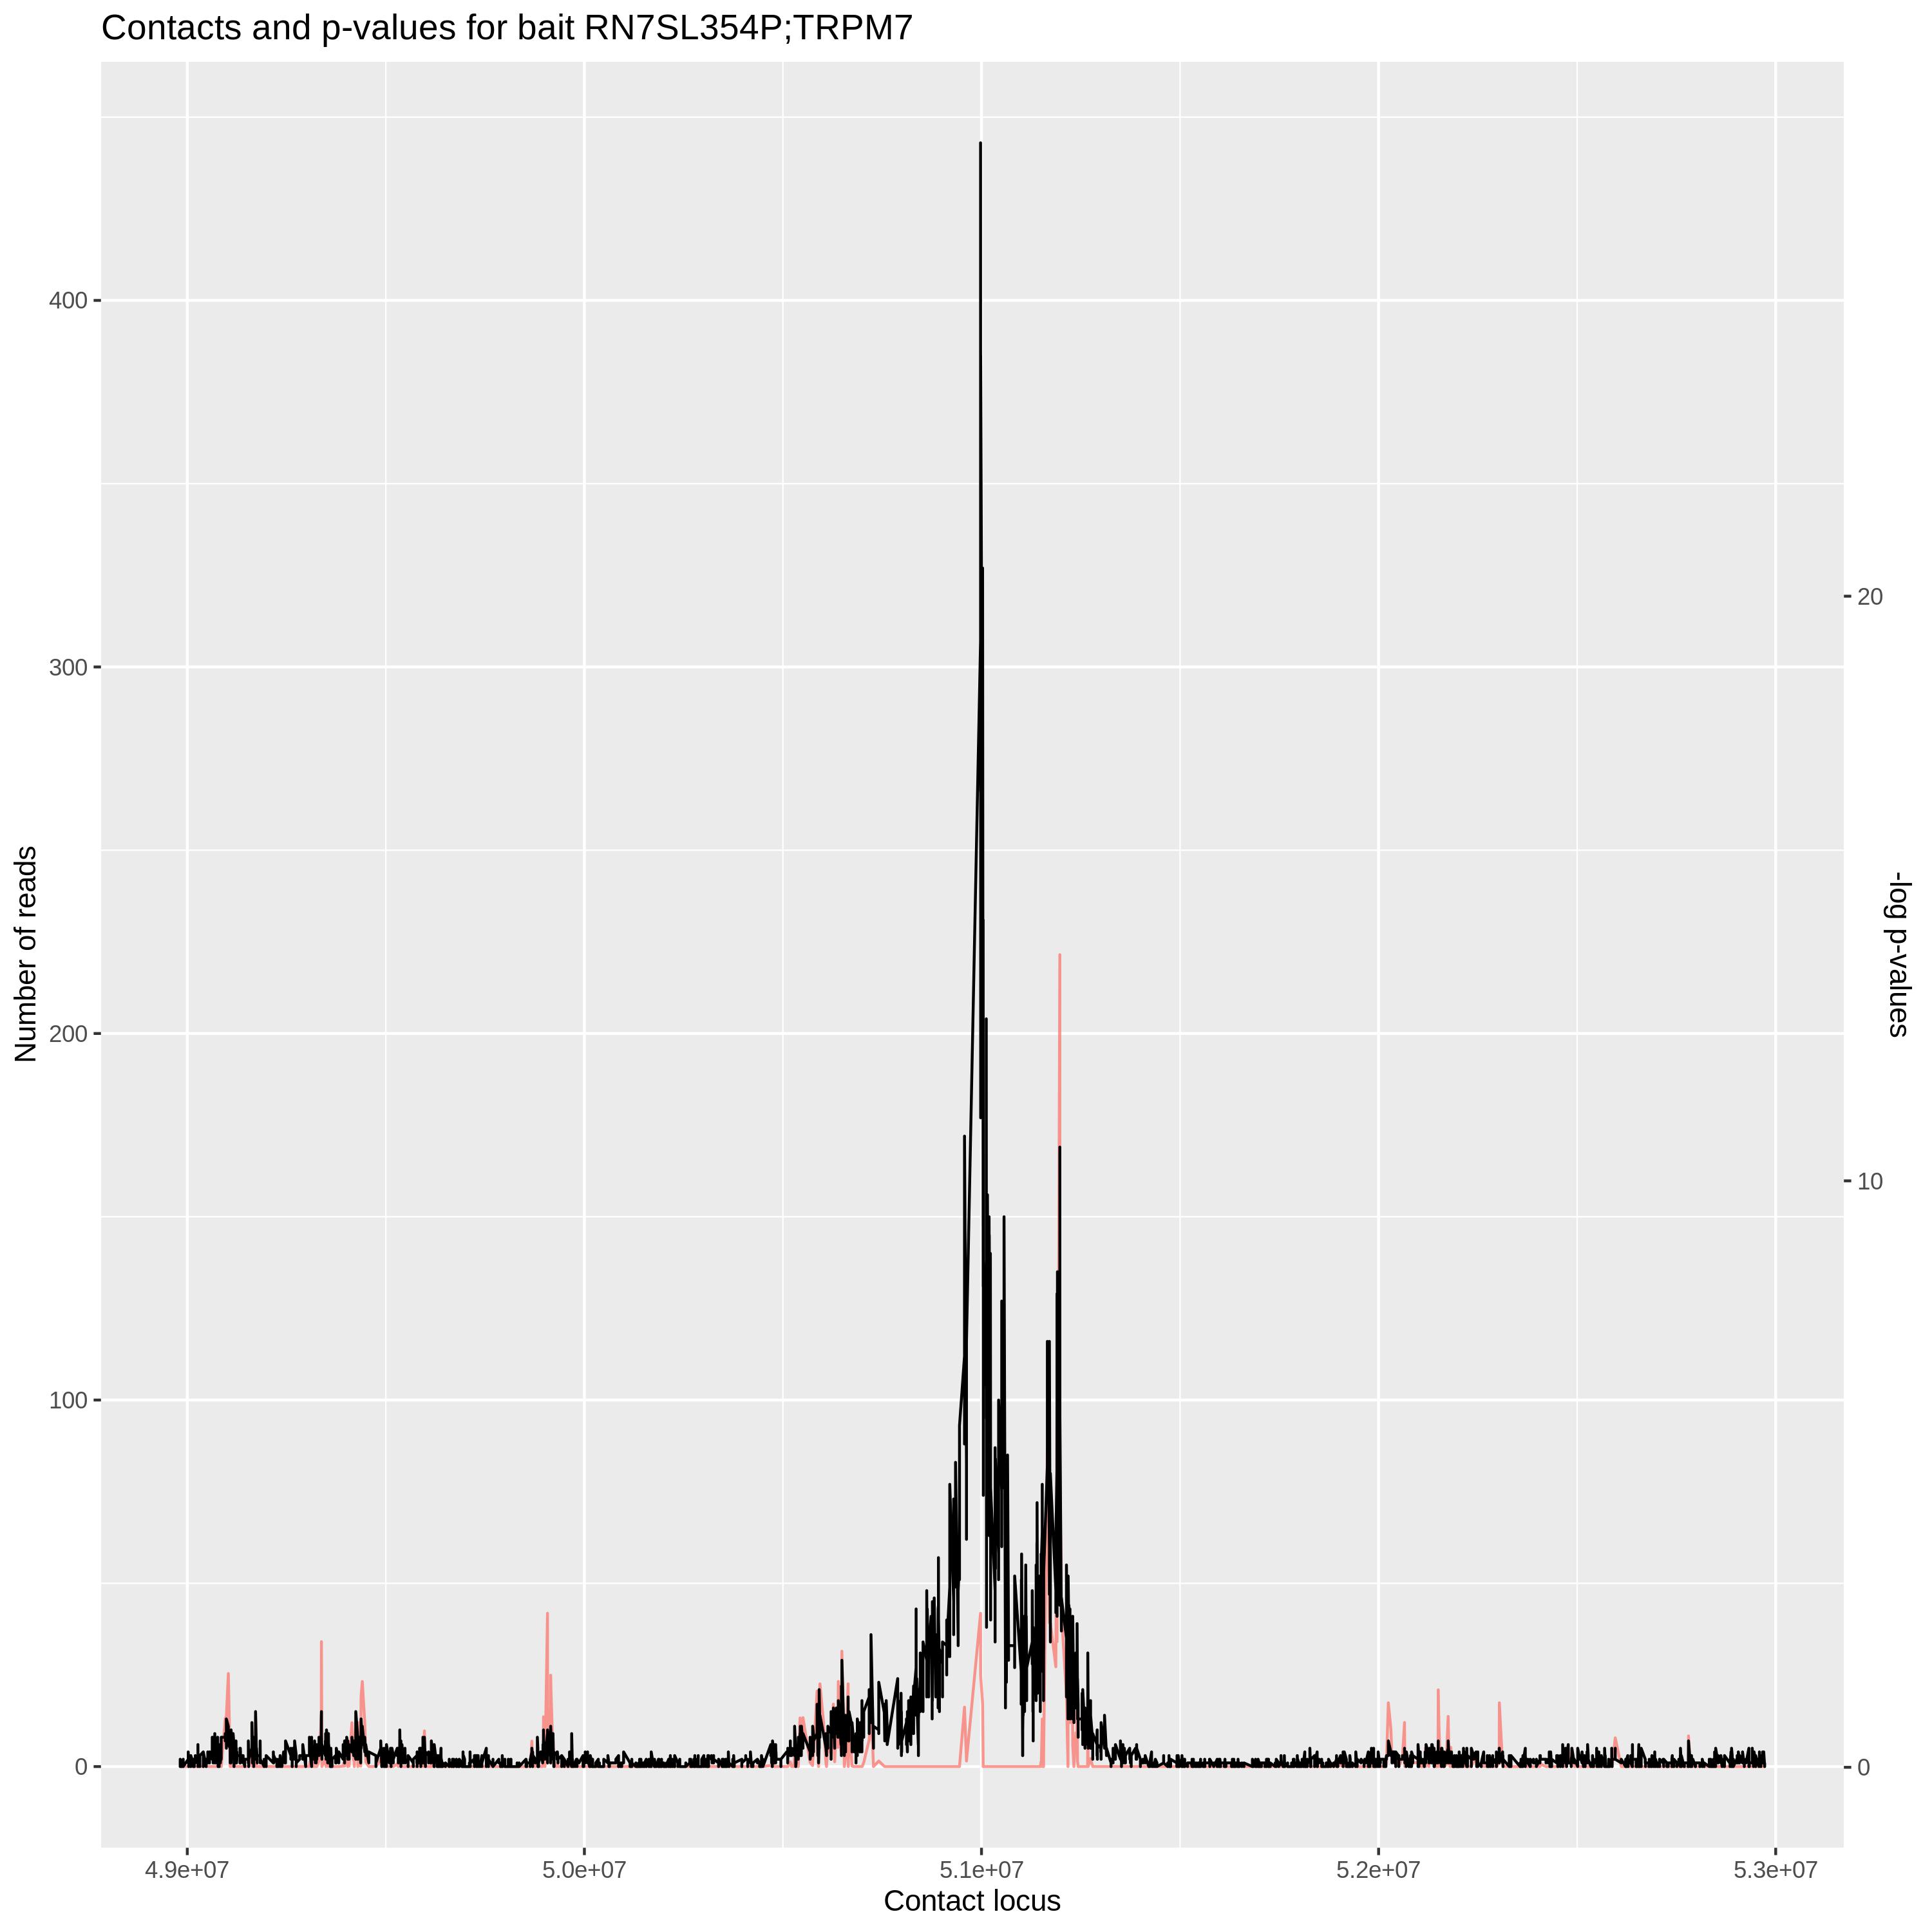 Contacts and p-values for bait RN7SL354P;TRPM7
Number of reads
400
300
200
100
0
20
10
0
-log p-values
4.9e+07 5.0e+07 5.1e+07 5.2e+07 5.3e+07
Contact locus